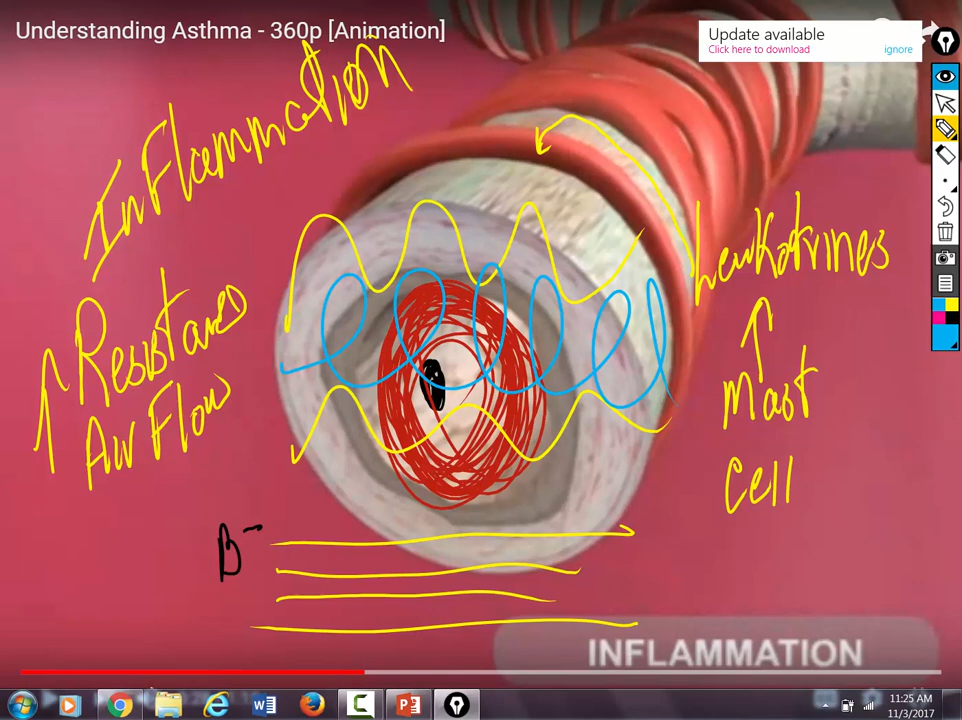 Understanding Asthma - 360p [Animation]
Update available
Click here to download
ignore
Inflammation
Resistance
Air Flow
Leukotrines
Mast
Cell
B
INFLAMMATION
11:25 AM
11/3/2017